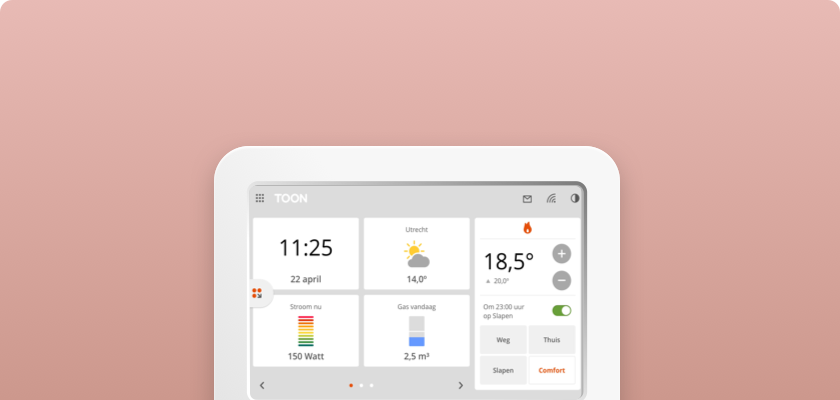 TOON
11:25
22 april
Utrecht
14,0°
18,5°
20,0°
Om 23:00 uur
op Slapen
Stroom nu
150 Watt
Gas vandaag
2,5 m³
Weg
Thuis
Slapen
Comfort